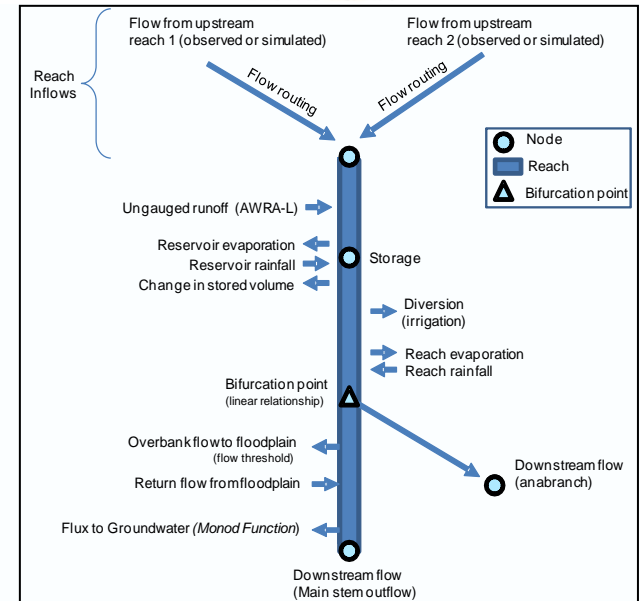 Flow from upstream
reach 1 (observed or simulated)
Flow from upstream
reach 2 (observed or simulated)
Reach
Inflows
Flow routing
Flow routing
Node
Reach
Bifurcation point
Ungauged runoff (AWRA-L)
Reservoir evaporation
Reservoir rainfall
Storage
Change in stored volume
Diversion
(irrigation)
Reach evaporation
Reach rainfall
Bifurcation point
(linear relationship)
Overbank flow to floodplain
(flow threshold)
Return flow from floodplain
Downstream flow
(anabranch)
Flux to Groundwater (Monod Function)
Downstream flow
(Main stem outflow)